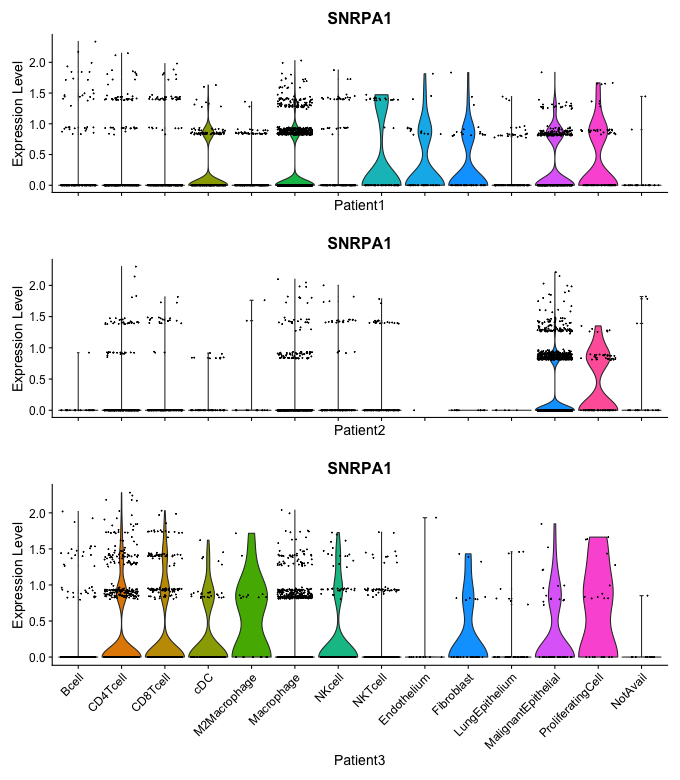 SNRPA1
Expression Level
2.0
1.5
1.0
0.5
0.0
Patient1
SNRPA1
Expression Level
2.0
1.5
1.0
0.5
0.0
Patient2
SNRPA1
Expression Level
2.0
1.5
1.0
0.5
0.0
Bcell
CD4Tcell
CD8Tcell
cDC
M2Macrophage
Macrophage
NKcell
NKTcell
Endothelium
Fibroblast
LungEpithelium
MalignantEpithelial
ProliferatingCell
NotAvail
Patient3